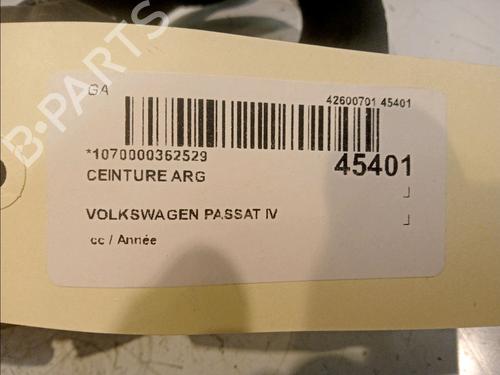 B-PARTS
GA
42600701 45401
*1070000362529
45401
CEINTURE ARG
VOLKSWAGEN PASSAT IV
cc / Année